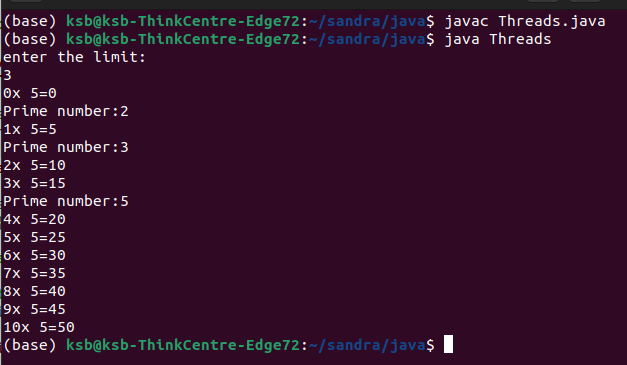 (base) ksb@ksb-ThinkCentre-Edge72:~/sandra/java$ javac Threads.java
(base) ksb@ksb-ThinkCentre-Edge72:~/sandra/java$ java Threads
enter the limit:
3
0x 5=0
Prime number:2
1x 5=5
Prime number:3
2x 5=10
3x 5=15
Prime number:5
4x 5=20
5x 5=25
6x 5=30
7x 5=35
8x 5=40
9x 5=45
10x 5=50
(base) ksb@ksb-ThinkCentre-Edge72:~/sandra/java$